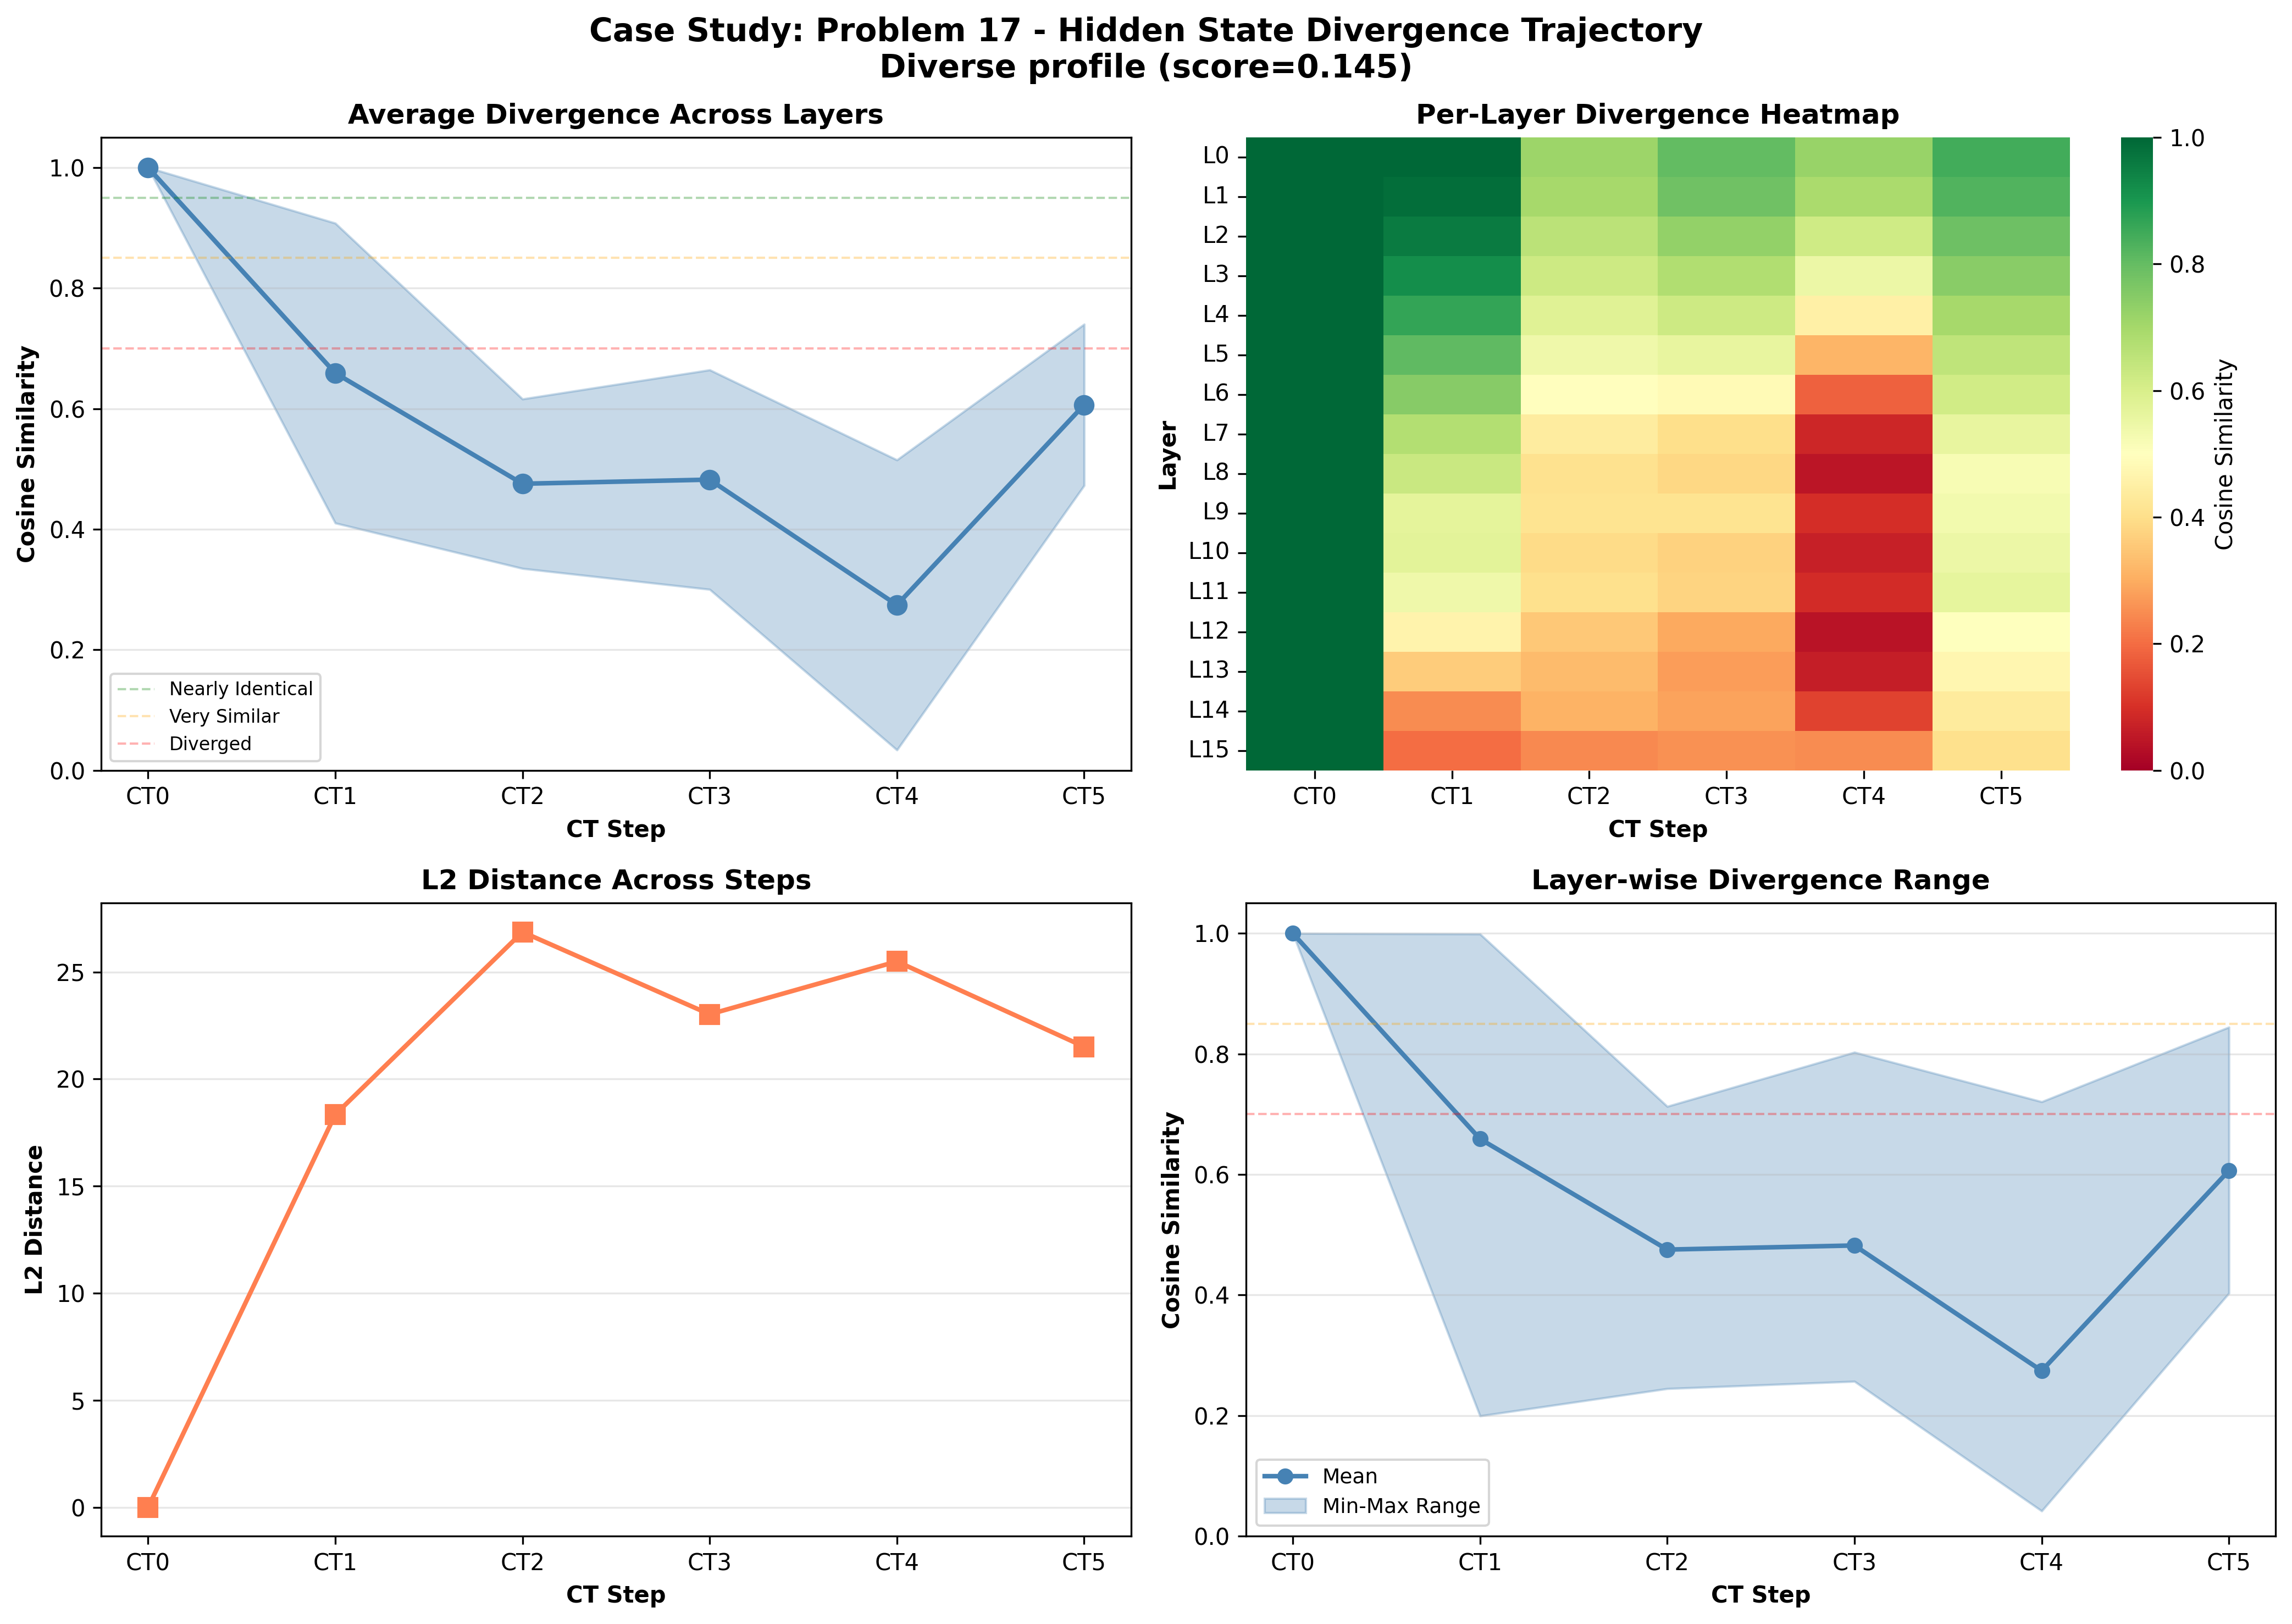 Case Study: Problem 17 - Hidden State Divergence Trajectory
Diverse profile (score=0.145)
Average Divergence Across Layers
Cosine Similarity
1.0
0.8
0.6
0.4
0.2
0.0
Nearly Identical
Very Similar
Diverged
CT0 CT1 CT2 CT3 CT4 CT5
CT Step
Per-Layer Divergence Heatmap
Layer
L0
L1
L2
L3
L4
L5
L6
L7
L8
L9
L10
L11
L12
L13
L14
L15
CT0 CT1 CT2 CT3 CT4 CT5
CT Step
1.0
0.8
0.6
0.4
0.2
0.0
Cosine Similarity
L2 Distance Across Steps
L2 Distance
25
20
15
10
5
0
CT0 CT1 CT2 CT3 CT4 CT5
CT Step
Layer-wise Divergence Range
Cosine Similarity
1.0
0.8
0.6
0.4
0.2
0.0
Mean
Min-Max Range
CT0 CT1 CT2 CT3 CT4 CT5
CT Step